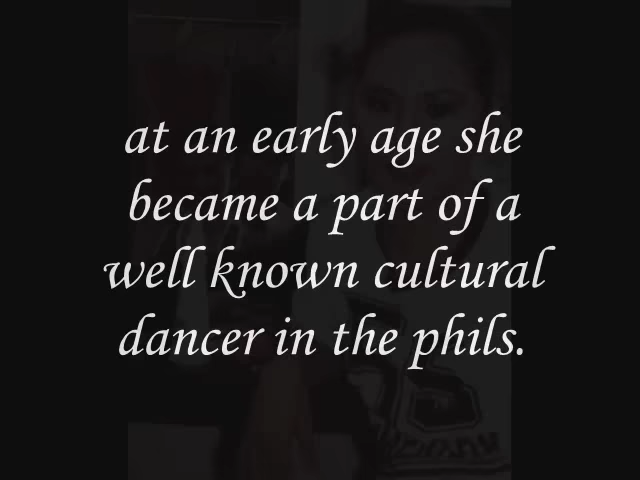 at an early age she
became a part of a
well known cultural
dancer in the phils.